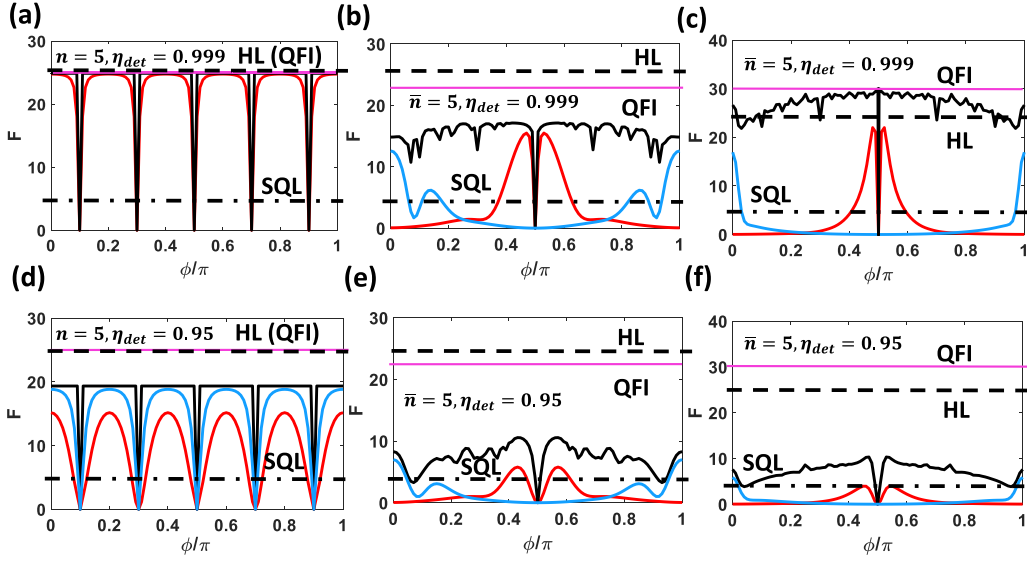 (a)
n = 5, η_det = 0.999
HL (QFI)
SQL
F
30
20
10
0
0 0.2 0.4 0.6 0.8 1
ϕ/π
(b)
HL
QFI
n̄ = 5, η_det = 0.999
SQL
F
30
20
10
0
0 0.2 0.4 0.6 0.8 1
ϕ/π
(c)
n̄ = 5, η_det = 0.999
QFI
HL
SQL
F
40
30
20
10
0
0 0.2 0.4 0.6 0.8 1
ϕ/π
(d)
n = 5, η_det = 0.95
HL (QFI)
SQL
F
30
20
10
0
0 0.2 0.4 0.6 0.8 1
ϕ/π
(e)
HL
QFI
n̄ = 5, η_det = 0.95
SQL
F
30
20
10
0
0 0.2 0.4 0.6 0.8 1
ϕ/π
(f)
n̄ = 5, η_det = 0.95
QFI
HL
SQL
F
40
30
20
10
0
0 0.2 0.4 0.6 0.8 1
ϕ/π